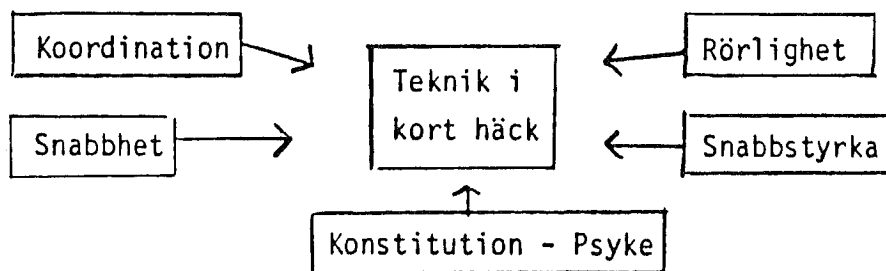 Koordination
Rörlighet
Teknik i
kort häck
Snabbhet
Snabbstyrka
Konstitution - Psyke